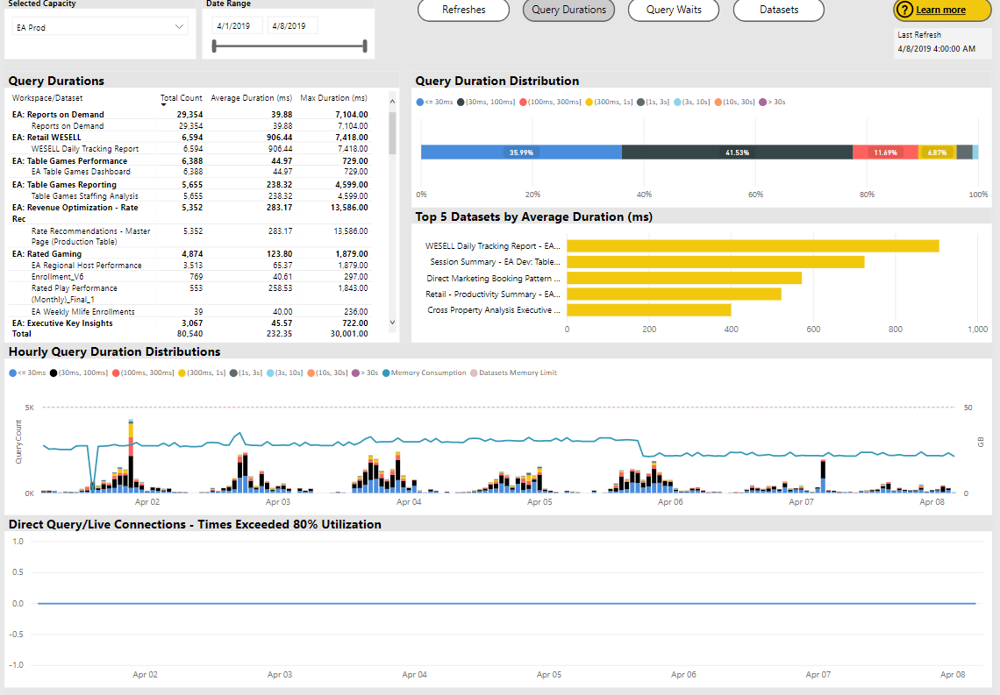 Selected Capacity
EA Prod
Date Range
4/1/2019 4/8/2019
Refreshes
Query Durations
Query Waits
Datasets
? Learn more
Last Refresh
4/8/2019 4:00:00 AM
Query Durations
Workspace/Dataset Total Count Average Duration (ms) Max Duration (ms)
EA: Reports on Demand 29,354 39.88 7,104.00
Reports on Demand 29,354 39.88 7,104.00
EA: Retail WESELL 6,594 906.44 7,418.00
WESELL Daily Tracking Report 6,594 906.44 7,418.00
EA: Table Games Performance 6,388 44.97 729.00
EA Table Games Dashboard 6,388 44.97 729.00
EA: Table Games Reporting 5,655 238.32 4,599.00
Table Games Staffing Analysis 5,655 238.32 4,599.00
EA: Revenue Optimization - Rate 5,352 283.17 13,586.00
Rec
Rate Recommendations - Master 5,352 283.17 13,586.00
Page (Production Table)
EA: Rated Gaming 4,874 123.80 1,879.00
EA Regional Host Performance 3,513 65.37 1,879.00
Enrollment_V6 769 40.61 297.00
Rated Play Performance 553 258.53 1,843.00
(Monthly)_Final_1
EA Weekly Mlife Enrollments 39 40.00 236.00
EA: Executive Key Insights 3,067 45.57 722.00
Total 80,540 232.35 30,001.00
Query Duration Distribution
<= 30ms (30ms, 100ms] (100ms, 300ms] (300ms, 1s] (1s, 3s] (3s, 10s] (10s, 30s] > 30s
35.99% 41.53% 11.69% 6.87%
0% 20% 40% 60% 80% 100%
Top 5 Datasets by Average Duration (ms)
WESELL Daily Tracking Report - EA...
Session Summary - EA Dev: Table...
Direct Marketing Booking Pattern ...
Retail - Productivity Summary - EA...
Cross Property Analysis Executive ...
0 200 400 600 800 1,000
Hourly Query Duration Distributions
<= 30ms (30ms, 100ms] (100ms, 300ms] (300ms, 1s] (1s, 3s] (3s, 10s] (10s, 30s] > 30s Memory Consumption Datasets Memory Limit
5K
0K
Query Count
50
0
GB
Apr 02 Apr 03 Apr 04 Apr 05 Apr 06 Apr 07 Apr 08
Direct Query/Live Connections - Times Exceeded 80% Utilization
1.0
0.5
0.0
-0.5
-1.0
Apr 02 Apr 03 Apr 04 Apr 05 Apr 06 Apr 07 Apr 08